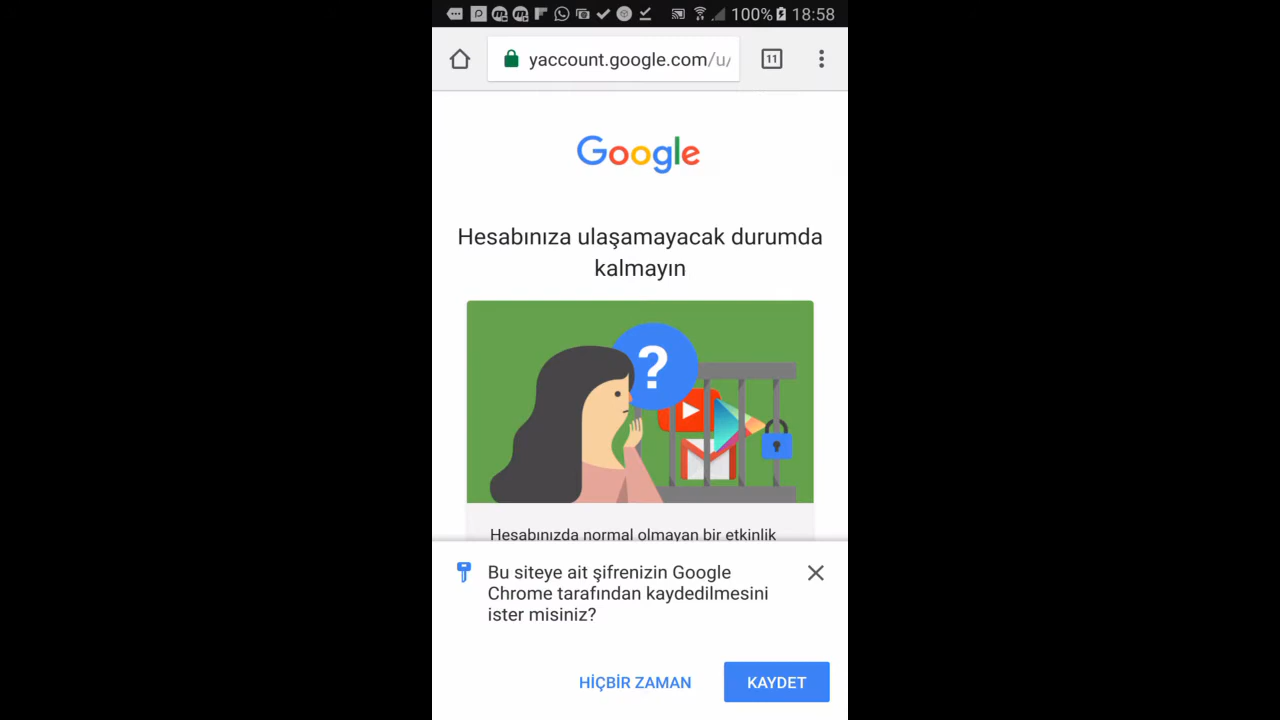 100% 18:58
yaccount.google.com/u/
11
Google
Hesabınıza ulaşamayacak durumda
kalmayın
?
Hesabınızda normal olmayan bir etkinlik
Bu siteye ait şifrenizin Google
Chrome tarafından kaydedilmesini
ister misiniz?
HİÇBİR ZAMAN
KAYDET